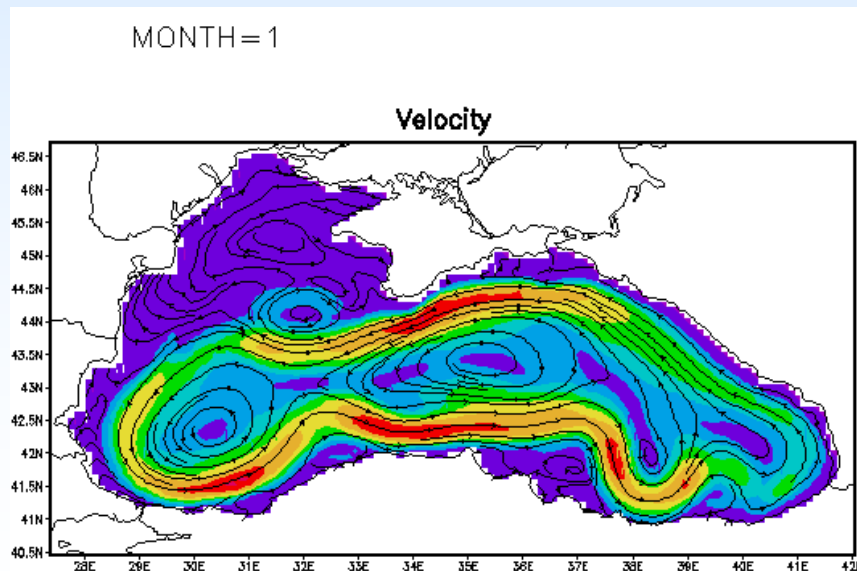 MONTH=1
Velocity
46.5N
46N
45.5N
45N
44.5N
44N
43.5N
43N
42.5N
42N
41.5N
41N
40.5N
28E 29E 30E 31E 32E 33E 34E 35E 36E 37E 38E 39E 40E 41E 42